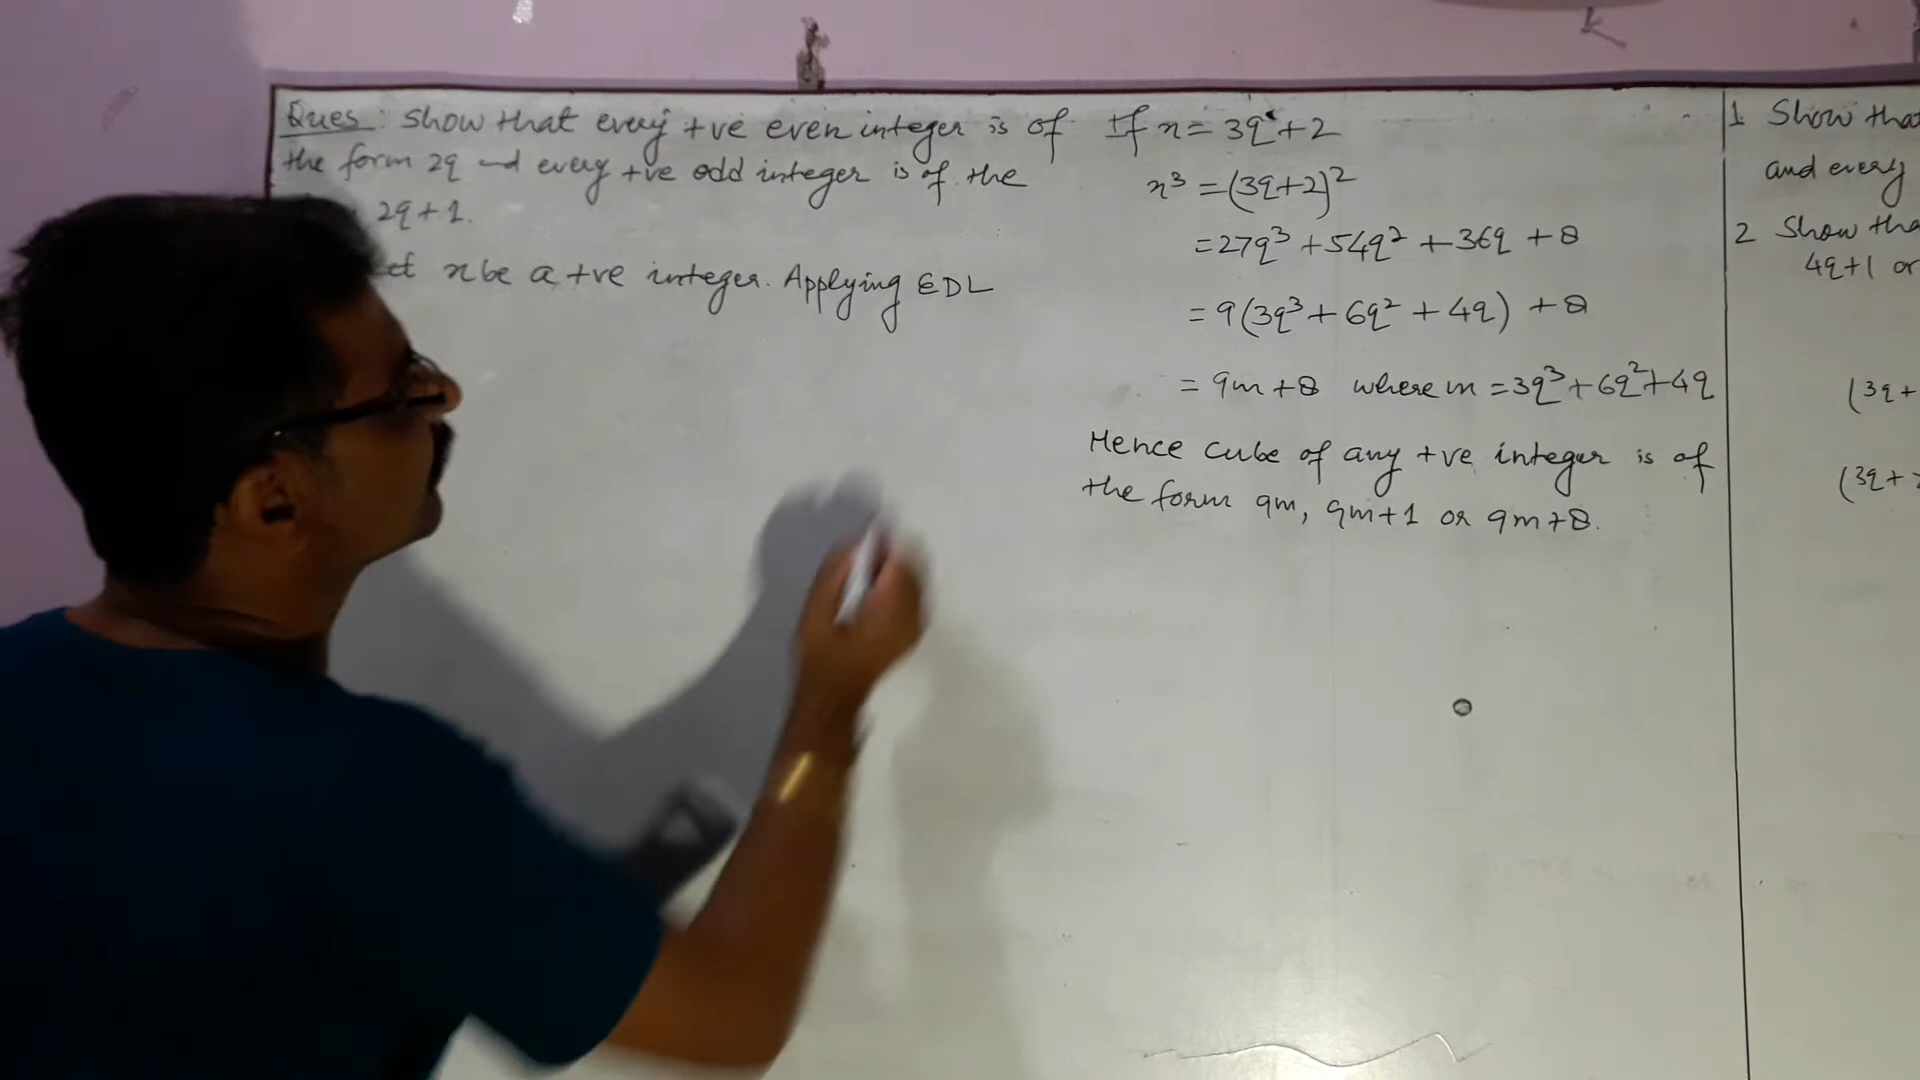 Ques: Show that every +ve even integer is of
the form 2q and every +ve odd integer is of the
2q+1.
x be a +ve integer. Applying EDL
If x = 3q+2
x³ = (3q+2)²
= 27q³ + 54q² + 36q + 8
= 9(3q³ + 6q² + 4q) + 8
= 9m + 8 where m = 3q³ + 6q² + 4q
Hence cube of any +ve integer is of
the form 9m, 9m+1 or 9m+8.
1 Show that
and every
2 Show tha
4q+1 or
(3q+
(3q+